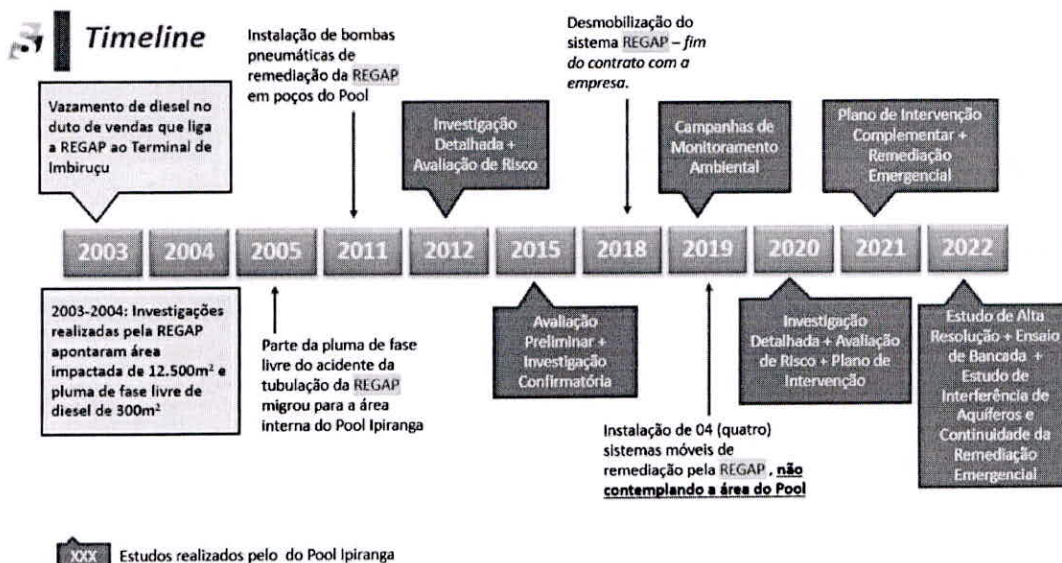 Timeline
Vazamento de diesel no
duto de vendas que liga
a REGAP ao Terminal de
Imbiruçu
Instalação de bombas
pneumáticas de
remediação da REGAP
em poços do Pool
Investigação
Detalhada +
Avaliação de Risco
Desmobilização do
sistema REGAP – fim
do contrato com a
empresa.
Campanhas de
Monitoramento
Ambiental
Plano de Intervenção
Complementar +
Remediação
Emergencial
2003
2004
2005
2011
2012
2015
2018
2019
2020
2021
2022
2003-2004: Investigações
realizadas pela REGAP
apontaram área
impactada de 12.500m² e
pluma de fase livre de
diesel de 300m²
Parte da pluma de fase
livre do acidente da
tubulação da REGAP
migrou para a área
interna do Pool Ipiranga
Avaliação
Preliminar +
Investigação
Confirmatória
Instalação de 04 (quatro)
sistemas móveis de
remediação pela REGAP , não
contemplando a área do Pool
Investigação
Detalhada + Avaliação
de Risco + Plano de
Intervenção
Estudo de Alta
Resolução + Ensaio
de Bancada +
Estudo de
Interferência de
Aquíferos e
Continuidade da
Remediação
Emergencial
XXX Estudos realizados pelo do Pool Ipiranga